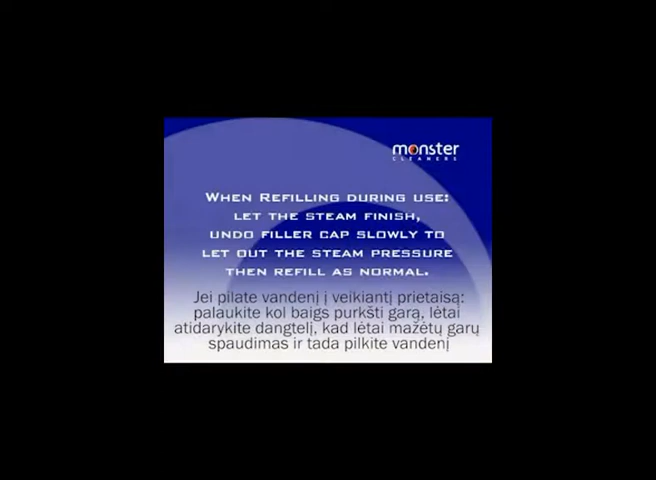 monster
CLEANERS
WHEN REFILLING DURING USE:
LET THE STEAM FINISH,
UNDO FILLER CAP SLOWLY TO
LET OUT THE STEAM PRESSURE
THEN REFILL AS NORMAL.
Jei pilate vandenį į veikiantį prietaisą:
palaukite kol baigs purkšti garą, lėtai
atidarykite dangtelį, kad lėtai mažėtų garų
spaudimas ir tada pilkite vandenį